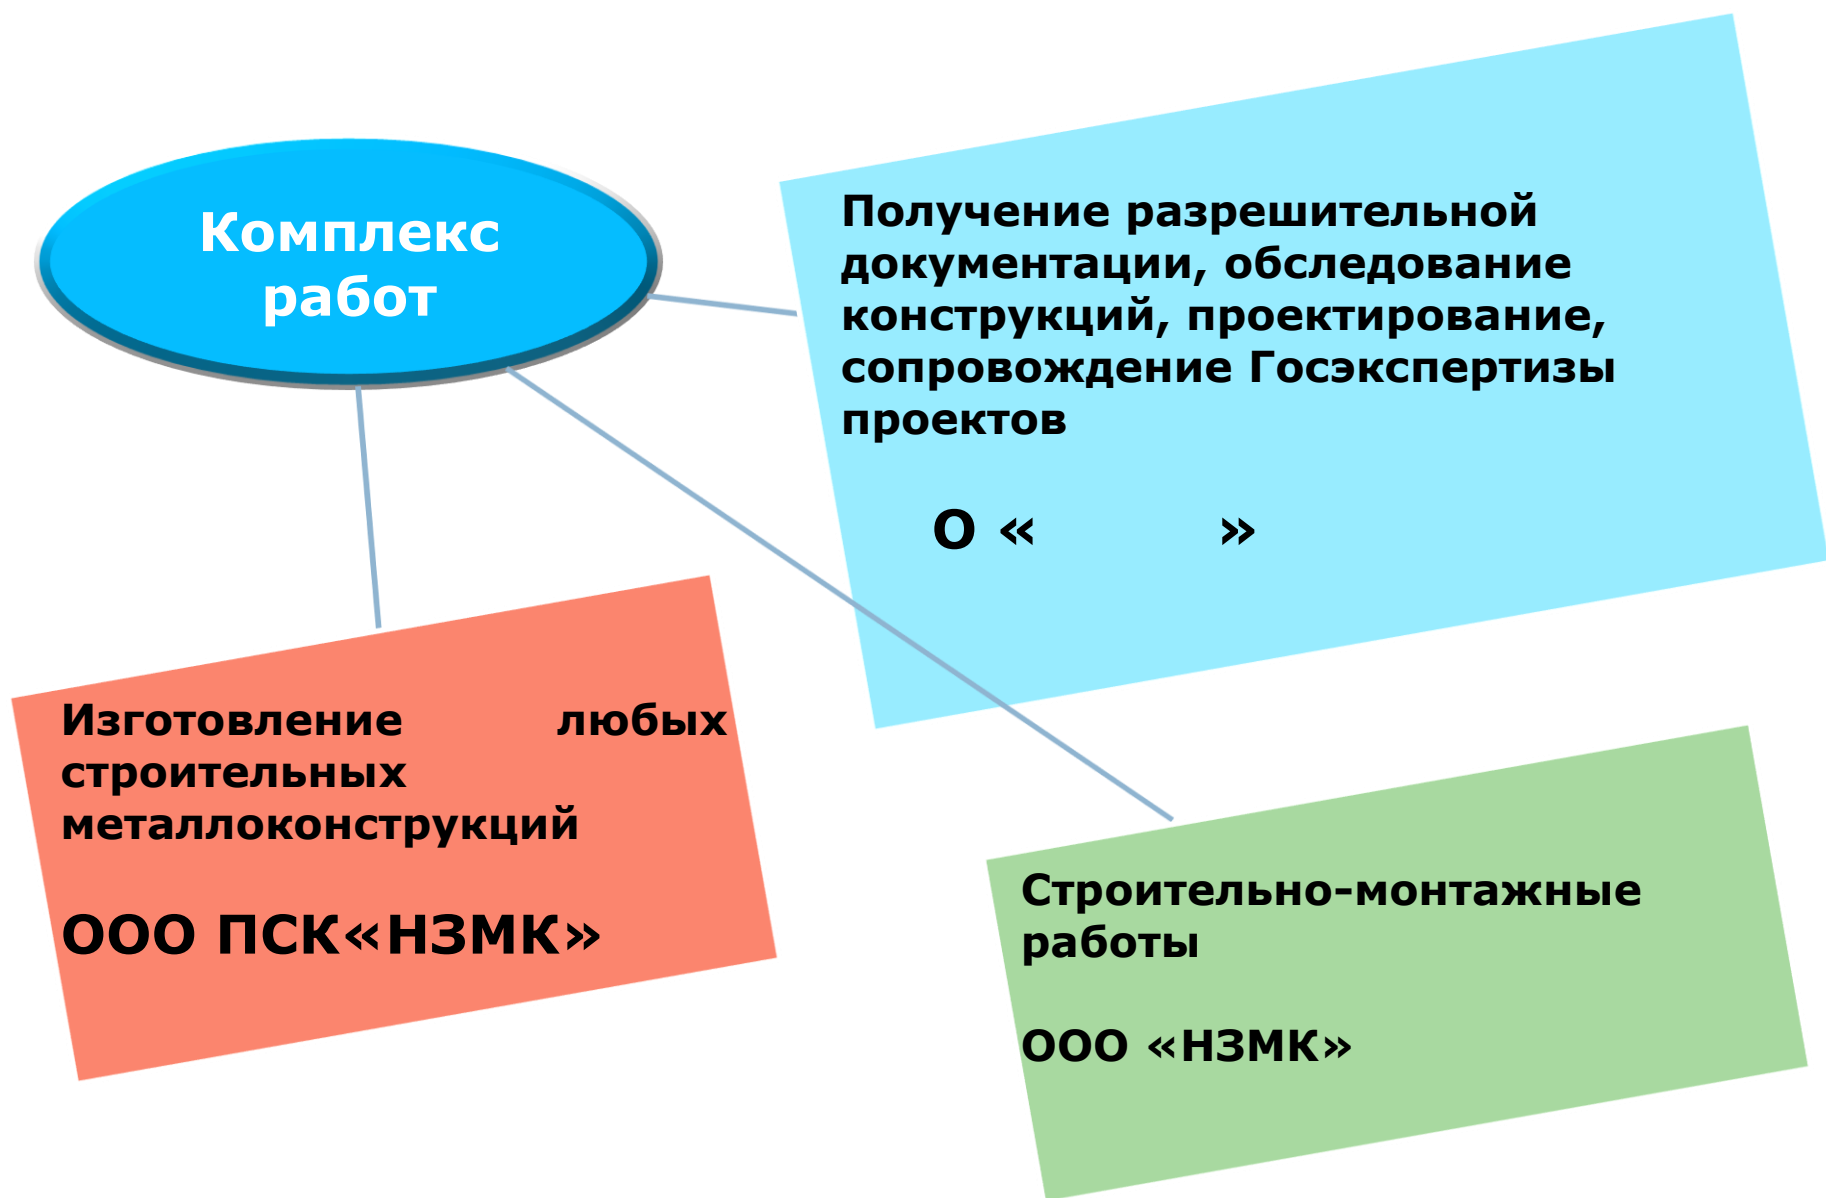 Комплекс
работ
Получение разрешительной
документации, обследование
конструкций, проектирование,
сопровождение Госэкспертизы
проектов
О « »
Изготовление любых
строительных
металлоконструкций
ООО ПСК«НЗМК»
Строительно-монтажные
работы
ООО «НЗМК»